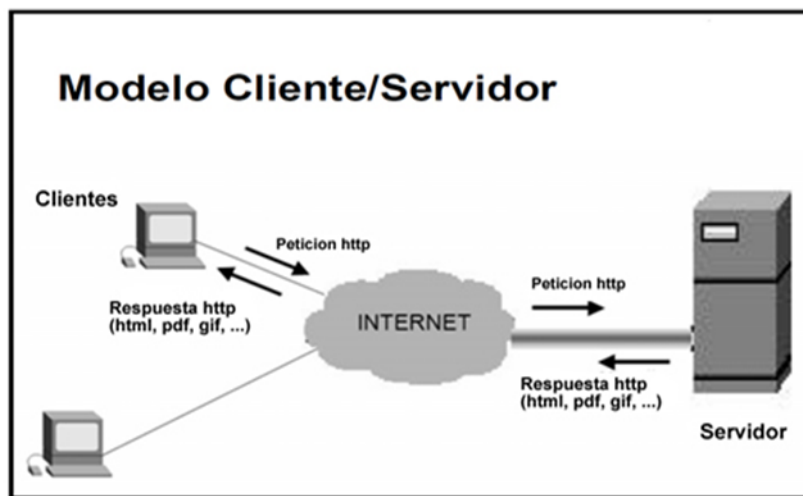 Modelo Cliente/Servidor
Clientes
Peticion http
Respuesta http
(html, pdf, gif, ...)
INTERNET
Peticion http
Respuesta http
(html, pdf, gif, ...)
Servidor